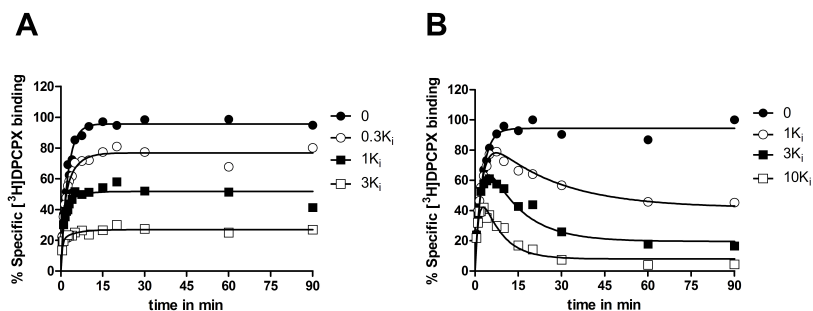 A
% Specific [³H]DPCPX binding
120
100
80
60
40
20
0
0 15 30 45 60 75 90
time in min
0
0.3Kᵢ
1Kᵢ
3Kᵢ
B
% Specific [³H]DPCPX binding
120
100
80
60
40
20
0
0 15 30 45 60 75 90
time in min
0
1Kᵢ
3Kᵢ
10Kᵢ